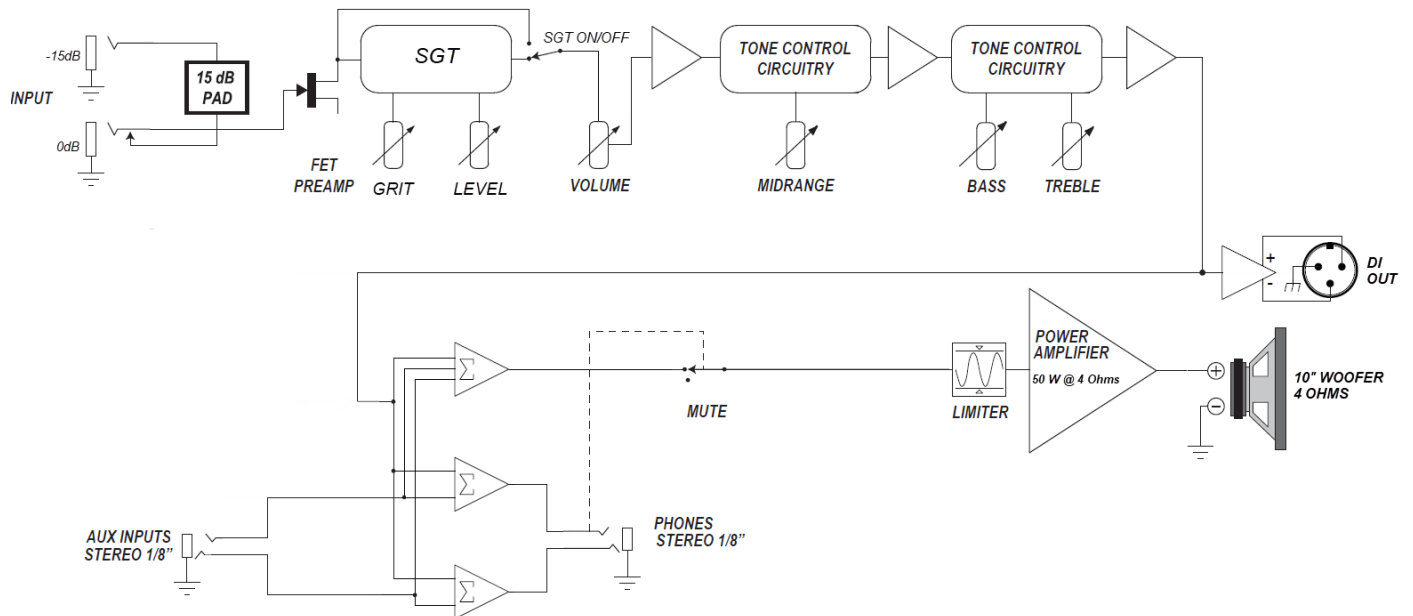 -15dB
INPUT
0dB
15 dB
PAD
FET
PREAMP
SGT
SGT ON/OFF
GRIT
LEVEL
VOLUME
TONE CONTROL
CIRCUITRY
MIDRANGE
TONE CONTROL
CIRCUITRY
BASS
TREBLE
+
-
DI
OUT
Σ
MUTE
LIMITER
POWER
AMPLIFIER
50 W @ 4 Ohms
+
−
10" WOOFER
4 OHMS
Σ
AUX INPUTS
STEREO 1/8”
PHONES
STEREO 1/8”
Σ